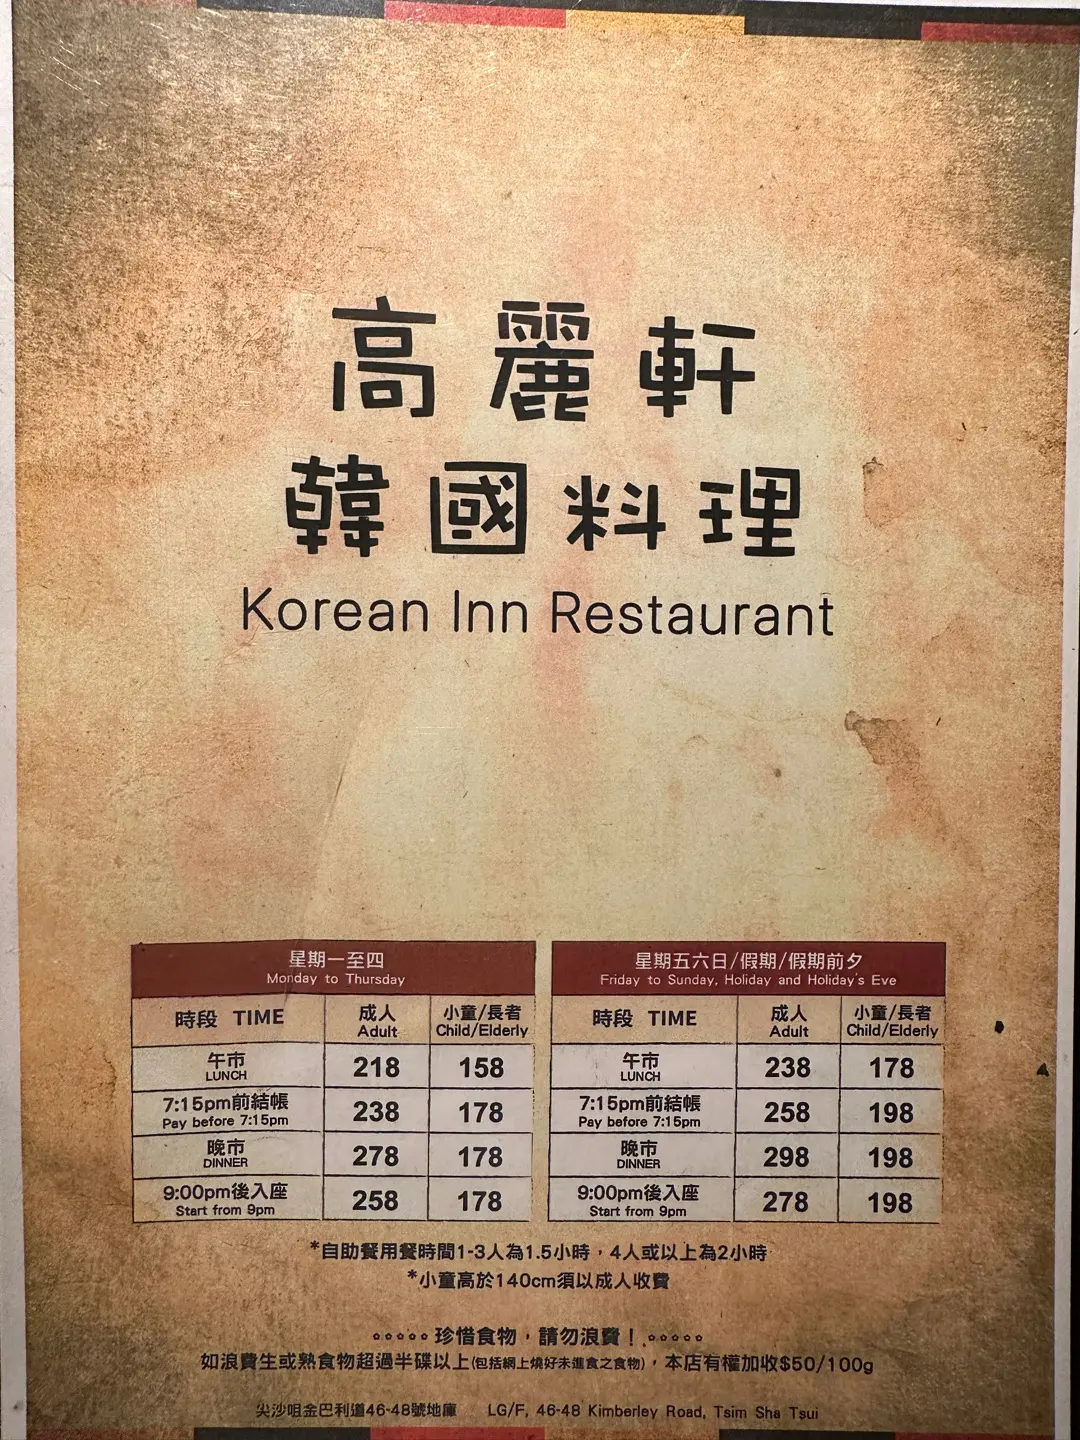 高麗軒
韓國料理
Korean Inn Restaurant
星期一至四
Monday to Thursday
時段 TIME 成人 Adult 小童/長者 Child/Elderly
午市 LUNCH 218 158
7:15pm前結帳 Pay before 7:15pm 238 178
晚市 DINNER 278 178
9:00pm後入座 Start from 9pm 258 178
星期五六日/假期/假期前夕
Friday to Sunday, Holiday and Holiday's Eve
時段 TIME 成人 Adult 小童/長者 Child/Elderly
午市 LUNCH 238 178
7:15pm前結帳 Pay before 7:15pm 258 198
晚市 DINNER 298 198
9:00pm後入座 Start from 9pm 278 198
*自助餐用餐時間1-3人為1.5小時，4人或以上為2小時
*小童高於140cm須以成人收費
珍惜食物，請勿浪費！
如浪費生或熟食物超過半碟以上(包括網上燒好未進食之食物)，本店有權加收$50/100g
尖沙咀金巴利道46-48號地庫 LG/F, 46-48 Kimberley Road, Tsim Sha Tsui